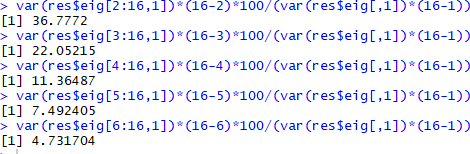 > var(res$eig[2:16,1])*(16-2)*100/(var(res$eig[,1])*(16-1))
[1] 36.7772
> var(res$eig[3:16,1])*(16-3)*100/(var(res$eig[,1])*(16-1))
[1] 22.05215
> var(res$eig[4:16,1])*(16-4)*100/(var(res$eig[,1])*(16-1))
[1] 11.36487
> var(res$eig[5:16,1])*(16-5)*100/(var(res$eig[,1])*(16-1))
[1] 7.492405
> var(res$eig[6:16,1])*(16-6)*100/(var(res$eig[,1])*(16-1))
[1] 4.731704